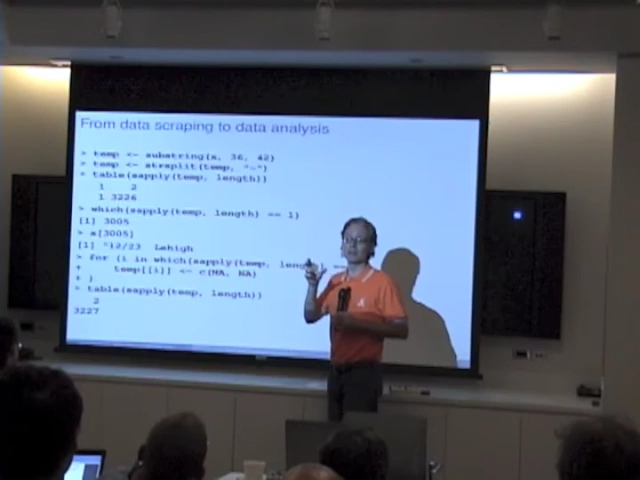 From data scraping to data analysis
> temp <- substring(a, 36, 42)
> temp <- strsplit(temp, "-")
> table(sapply(temp, length))
1 2
1 3226
> which(sapply(temp, length) == 1)
[1] 3005
> a[3005]
[1] "12/23 Lehigh
> for (i in which(sapply(temp, length) ==
+ temp[[i]] <- c(NA, NA)
+ }
> table(sapply(temp, length))
2
3227